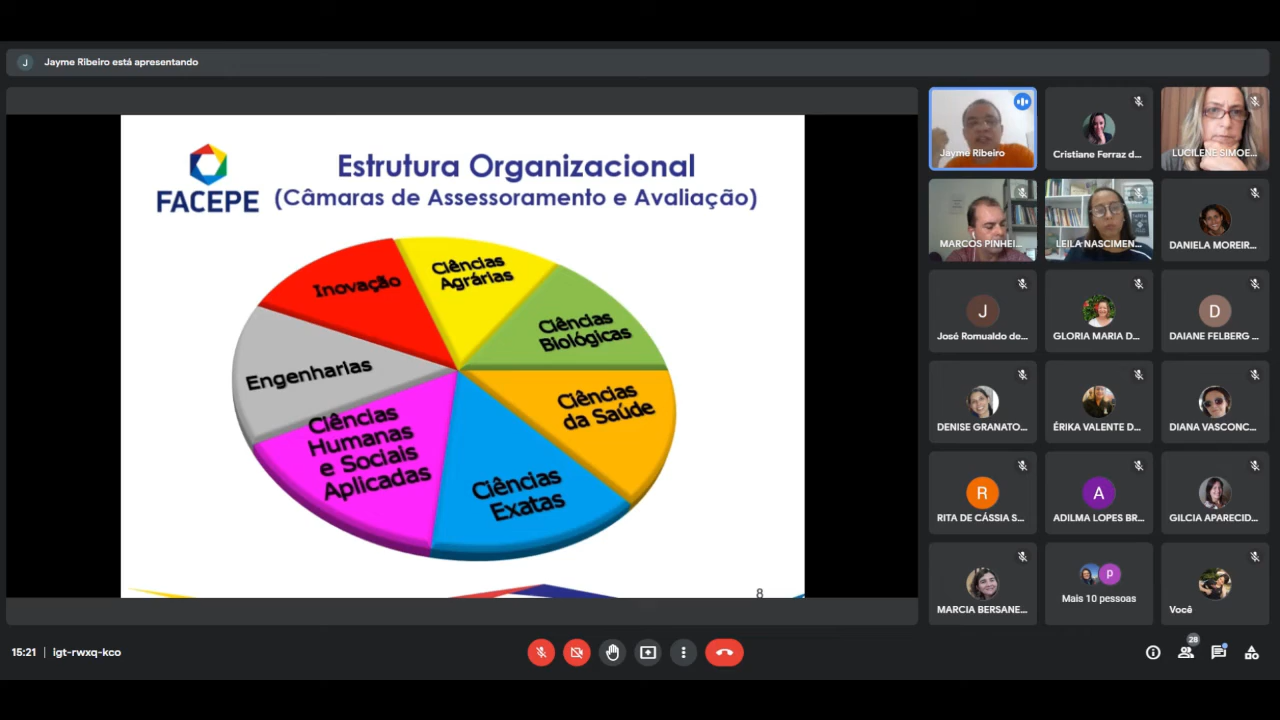 J Jayme Ribeiro está apresentando
FACEPE
Estrutura Organizacional
(Câmaras de Assessoramento e Avaliação)
Inovação
Ciências
Agrárias
Ciências
Biológicas
Engenharias
Ciências
da Saúde
Ciências
Humanas
e Sociais
Aplicadas
Ciências
Exatas
8
Jayme Ribeiro
Cristiane Ferraz d...
LUCILENE SIMOE...
MARCOS PINHEI...
LEILA NASCIMEN...
DANIELA MOREIR...
J
José Romualdo de...
GLORIA MARIA D...
D
DAIANE FELBERG ...
DENISE GRANATO...
ÉRIKA VALENTE D...
DIANA VASCONC...
R
RITA DE CÁSSIA S...
A
ADILMA LOPES BR...
GILCIA APARECID...
MARCIA BERSANE...
P
Mais 10 pessoas
Você
15:21 | igt-rwxq-kco
28